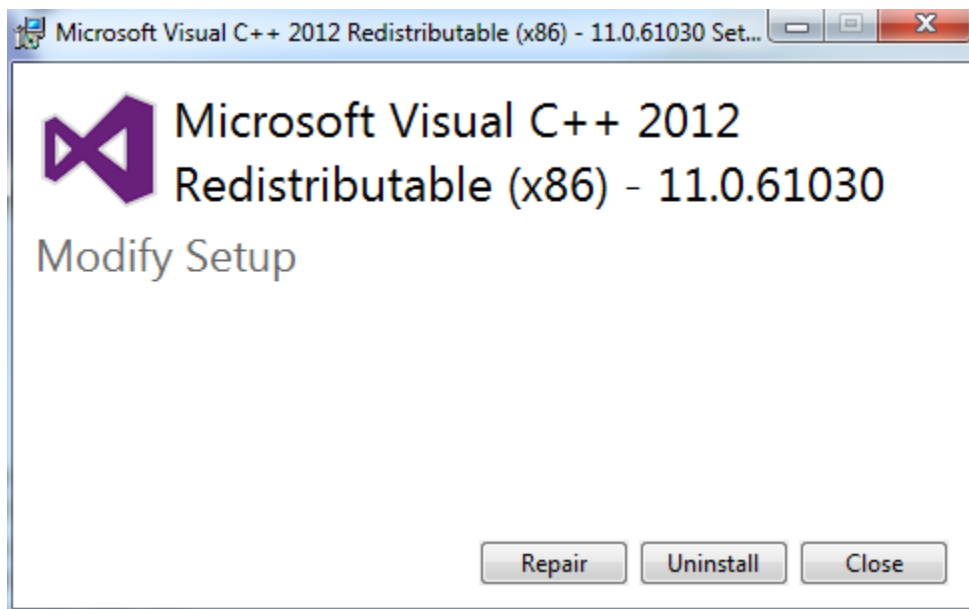 Microsoft Visual C++ 2012 Redistributable (x86) - 11.0.61030 Set...
Microsoft Visual C++ 2012
Redistributable (x86) - 11.0.61030
Modify Setup
Repair Uninstall Close